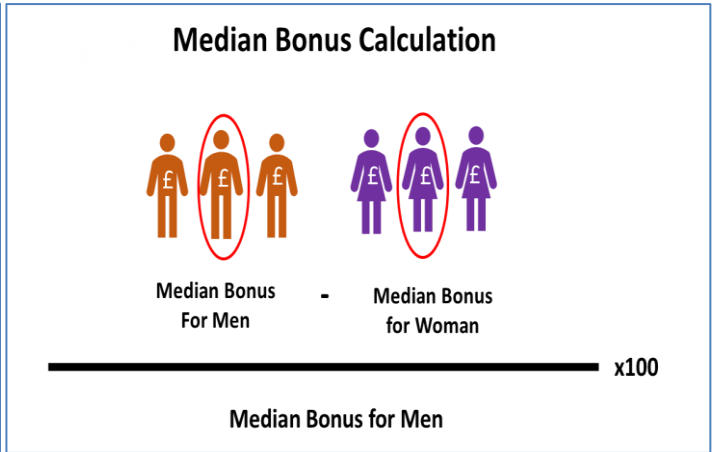 Median Bonus Calculation
£ £ £ £ £ £
Median Bonus - Median Bonus
For Men for Woman
x100
Median Bonus for Men